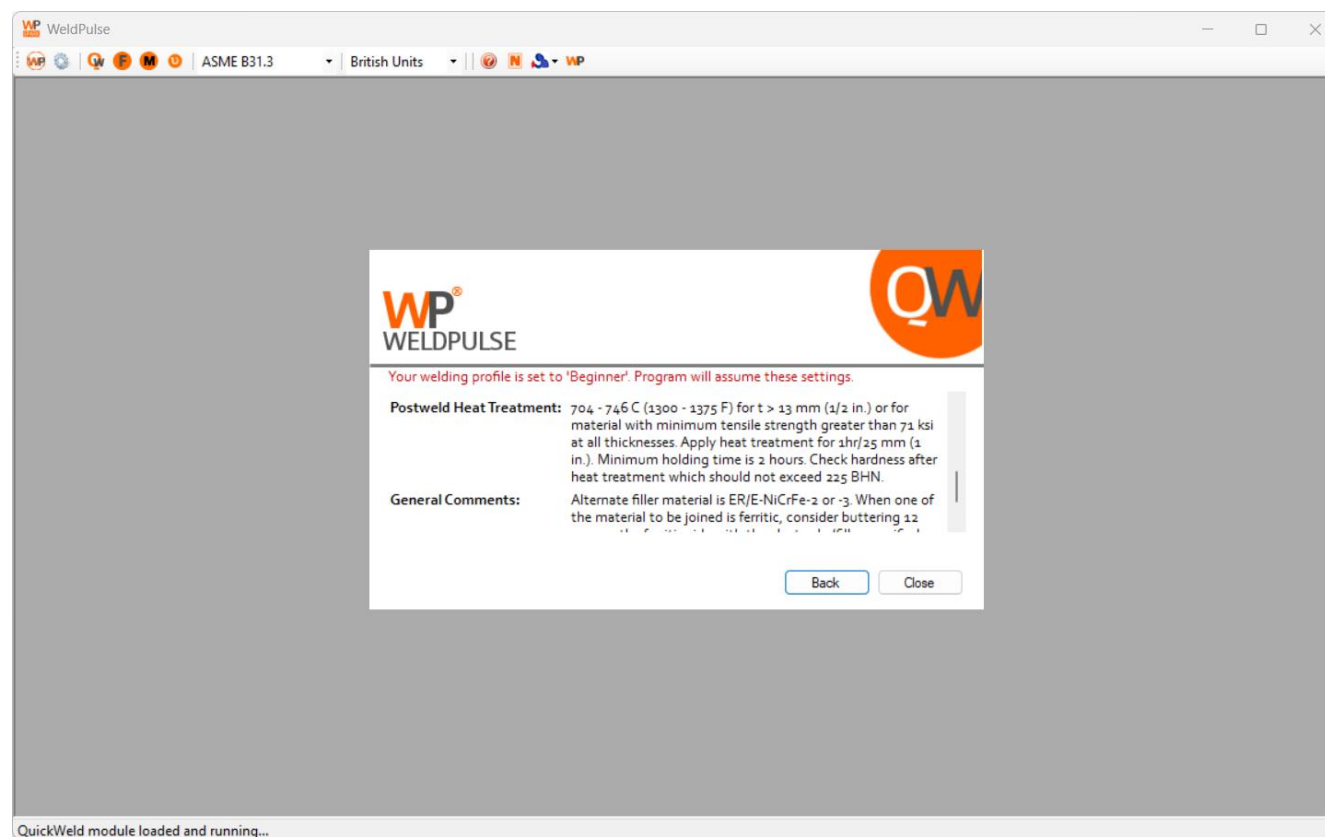 WP WeldPulse
WP QW F M ASME B31.3 British Units N WP
WP®
WELDPULSE
QW
Your welding profile is set to 'Beginner'. Program will assume these settings.
Postweld Heat Treatment: 704 - 746 C (1300 - 1375 F) for t > 13 mm (1/2 in.) or for
material with minimum tensile strength greater than 71 ksi
at all thicknesses. Apply heat treatment for 1hr/25 mm (1
in.). Minimum holding time is 2 hours. Check hardness after
heat treatment which should not exceed 225 BHN.
General Comments: Alternate filler material is ER/E-NiCrFe-2 or -3. When one of
the material to be joined is ferritic, consider buttering 12
Back Close
QuickWeld module loaded and running...